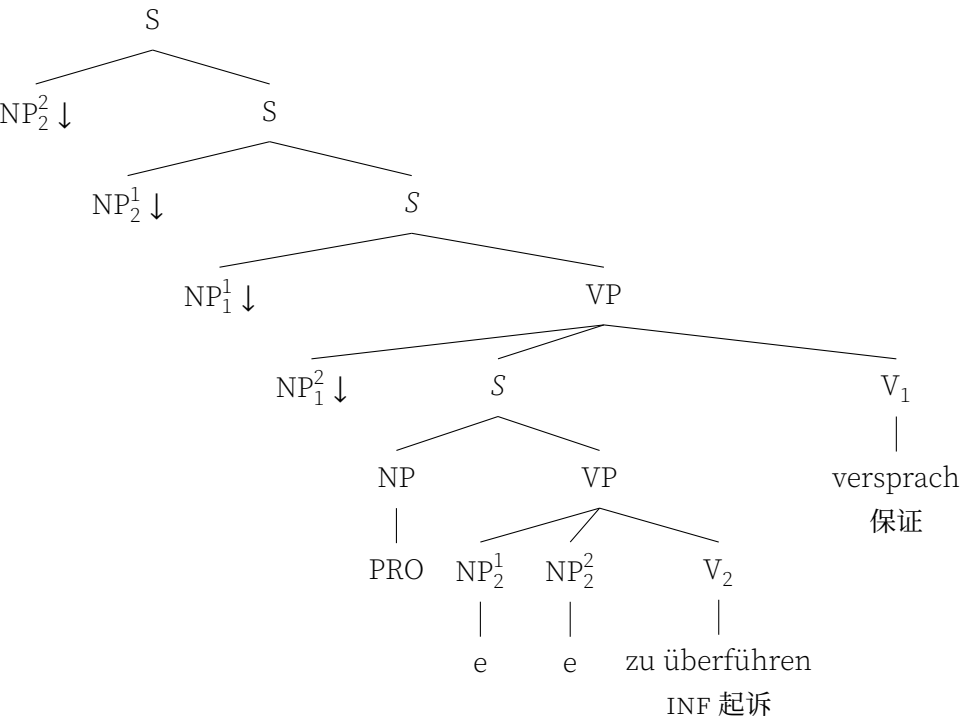 S
NP₂² ↓ S
NP₂¹ ↓ S
NP₁¹ ↓ VP
NP₁² ↓ S V₁
NP VP versprach
保证
PRO NP₂¹ NP₂² V₂
e e zu überführen
INF 起诉